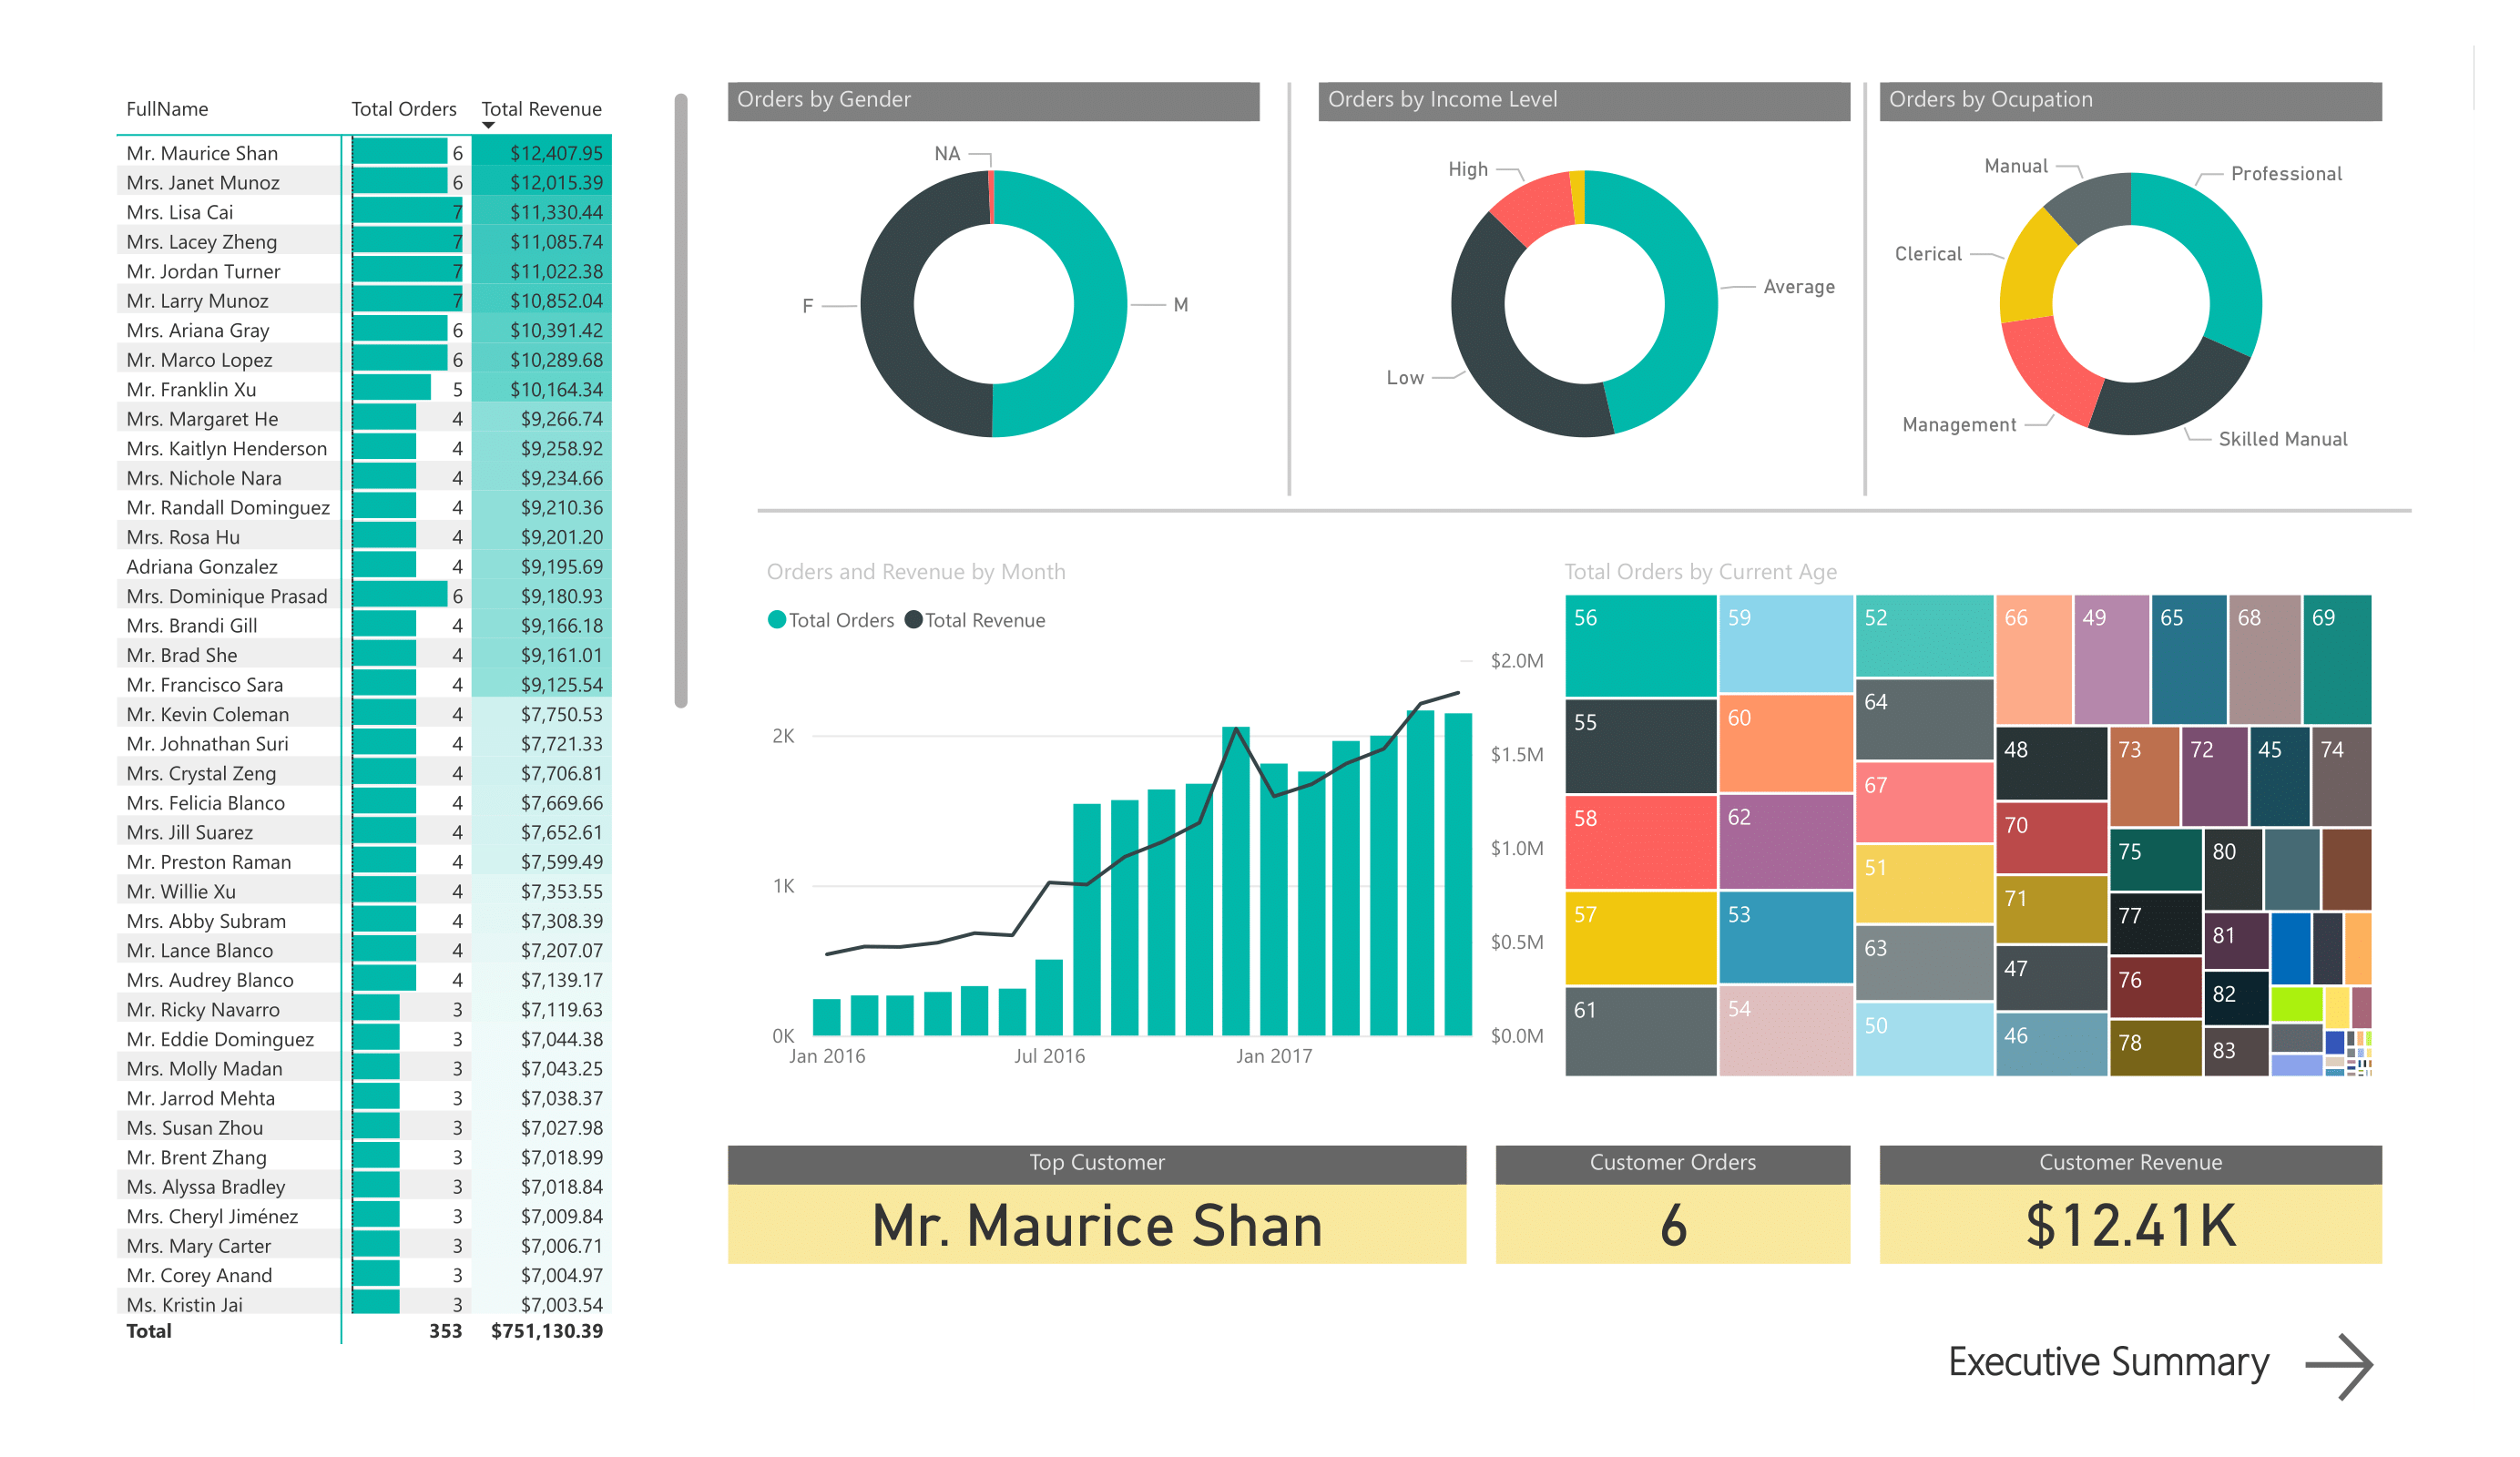 FullName Total Orders Total Revenue
Mr. Maurice Shan 6 $12,407.95
Mrs. Janet Munoz 6 $12,015.39
Mrs. Lisa Cai 7 $11,330.44
Mrs. Lacey Zheng 7 $11,085.74
Mr. Jordan Turner 7 $11,022.38
Mr. Larry Munoz 7 $10,852.04
Mrs. Ariana Gray 6 $10,391.42
Mr. Marco Lopez 6 $10,289.68
Mr. Franklin Xu 5 $10,164.34
Mrs. Margaret He 4 $9,266.74
Mrs. Kaitlyn Henderson 4 $9,258.92
Mrs. Nichole Nara 4 $9,234.66
Mr. Randall Dominguez 4 $9,210.36
Mrs. Rosa Hu 4 $9,201.20
Adriana Gonzalez 4 $9,195.69
Mrs. Dominique Prasad 6 $9,180.93
Mrs. Brandi Gill 4 $9,166.18
Mr. Brad She 4 $9,161.01
Mr. Francisco Sara 4 $9,125.54
Mr. Kevin Coleman 4 $7,750.53
Mr. Johnathan Suri 4 $7,721.33
Mrs. Crystal Zeng 4 $7,706.81
Mrs. Felicia Blanco 4 $7,669.66
Mrs. Jill Suarez 4 $7,652.61
Mr. Preston Raman 4 $7,599.49
Mr. Willie Xu 4 $7,353.55
Mrs. Abby Subram 4 $7,308.39
Mr. Lance Blanco 4 $7,207.07
Mrs. Audrey Blanco 4 $7,139.17
Mr. Ricky Navarro 3 $7,119.63
Mr. Eddie Dominguez 3 $7,044.38
Mrs. Molly Madan 3 $7,043.25
Mr. Jarrod Mehta 3 $7,038.37
Ms. Susan Zhou 3 $7,027.98
Mr. Brent Zhang 3 $7,018.99
Ms. Alyssa Bradley 3 $7,018.84
Mrs. Cheryl Jiménez 3 $7,009.84
Mrs. Mary Carter 3 $7,006.71
Mr. Corey Anand 3 $7,004.97
Ms. Kristin Jai 3 $7,003.54
Total 353 $751,130.39
Orders by Gender
NA
F
M
Orders by Income Level
High
Average
Low
Orders by Ocupation
Manual
Professional
Clerical
Management
Skilled Manual
Orders and Revenue by Month
Total Orders Total Revenue
$2.0M
2K
$1.5M
$1.0M
1K
$0.5M
0K
$0.0M
Jan 2016 Jul 2016 Jan 2017
Total Orders by Current Age
56 59 52 66 49 65 68 69
64
55 60
48 73 72 45 74
67
58 62 70
75 80
51
71
57 53
77
81
63
47
76
82
61 54
50
46
78
83
Top Customer
Mr. Maurice Shan
Customer Orders
6
Customer Revenue
$12.41K
Executive Summary